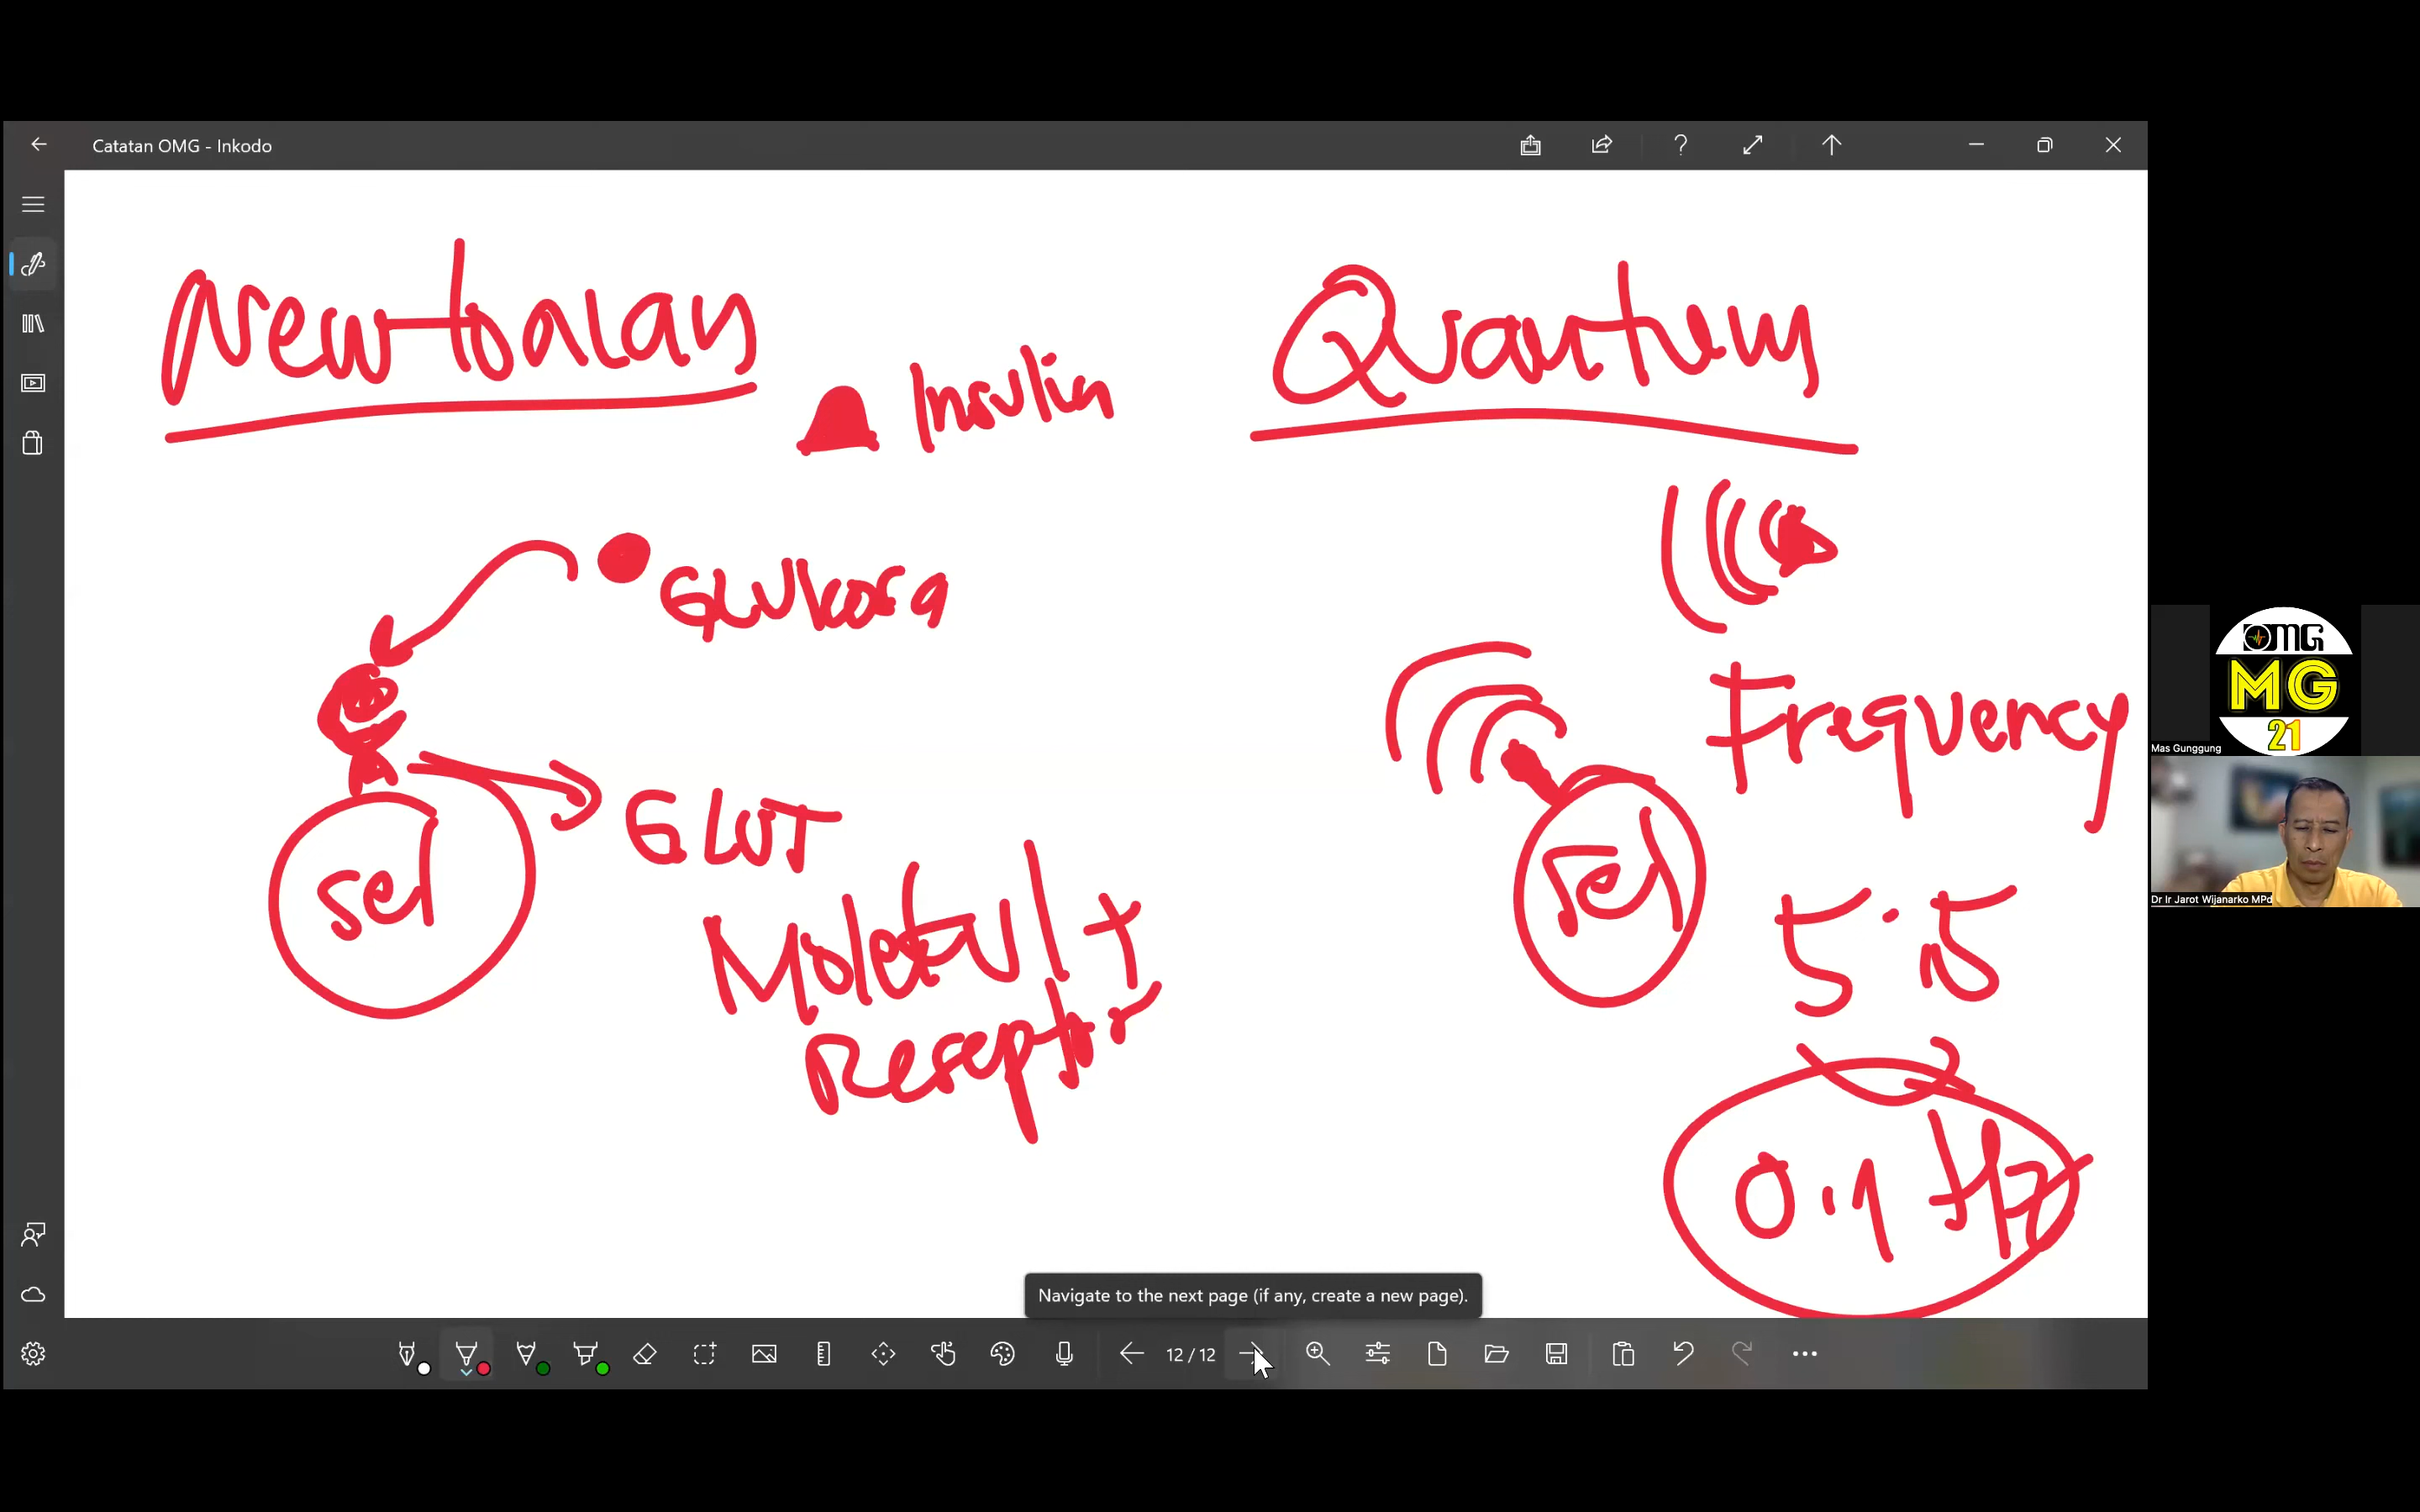 Catatan OMG - Inkodo
Newtonian
Quantum
Insulin
Glukosa
Frequency
GLUT
sel
sel
Molekul +
Reseptor
5.5
0.1 Hz
Navigate to the next page (if any, create a new page).
12 / 12
OMG
MG
21
Mas Gunggung
Dr Ir Jarot Wijanarko MPd